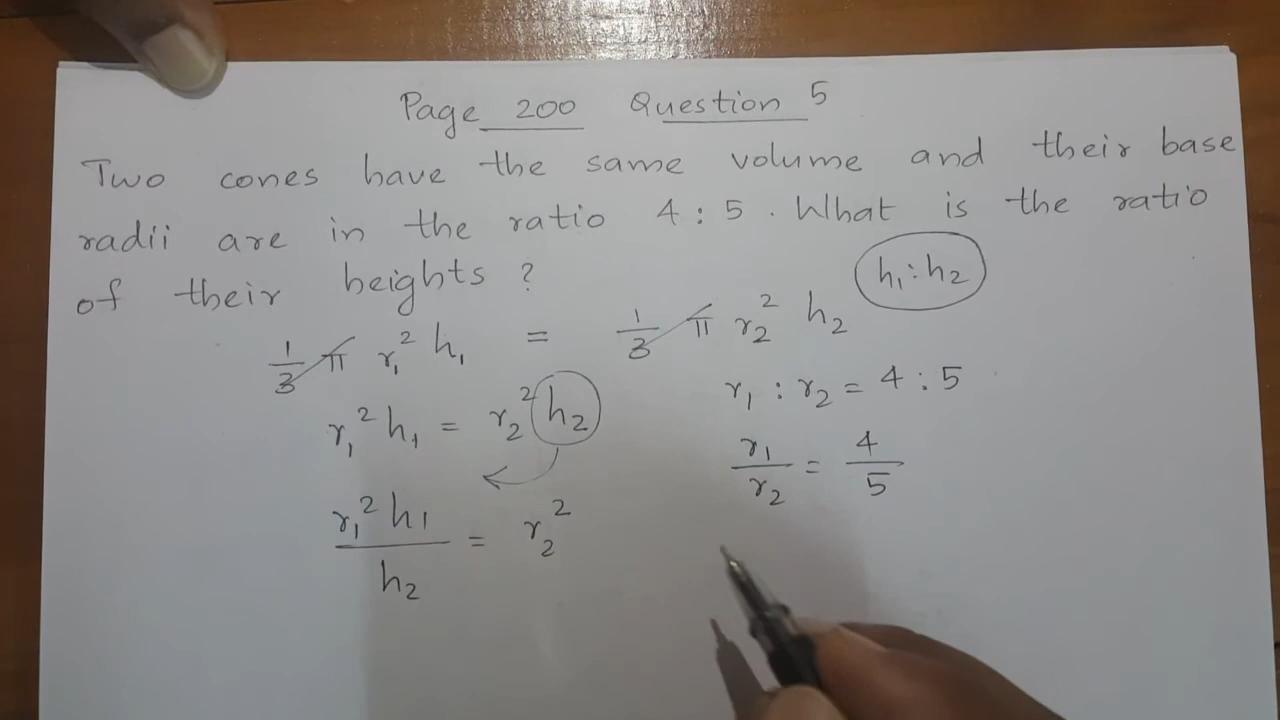 Page 200 Question 5
Two cones have the same volume and their base
radii are in the ratio 4 : 5 . What is the ratio
of their heights ?
h₁ : h₂
1/3 π r₁² h₁ = 1/3 π r₂² h₂
r₁ : r₂ = 4 : 5
r₁² h₁ = r₂² h₂
r₁/r₂ = 4/5
r₁² h₁/h₂ = r₂²